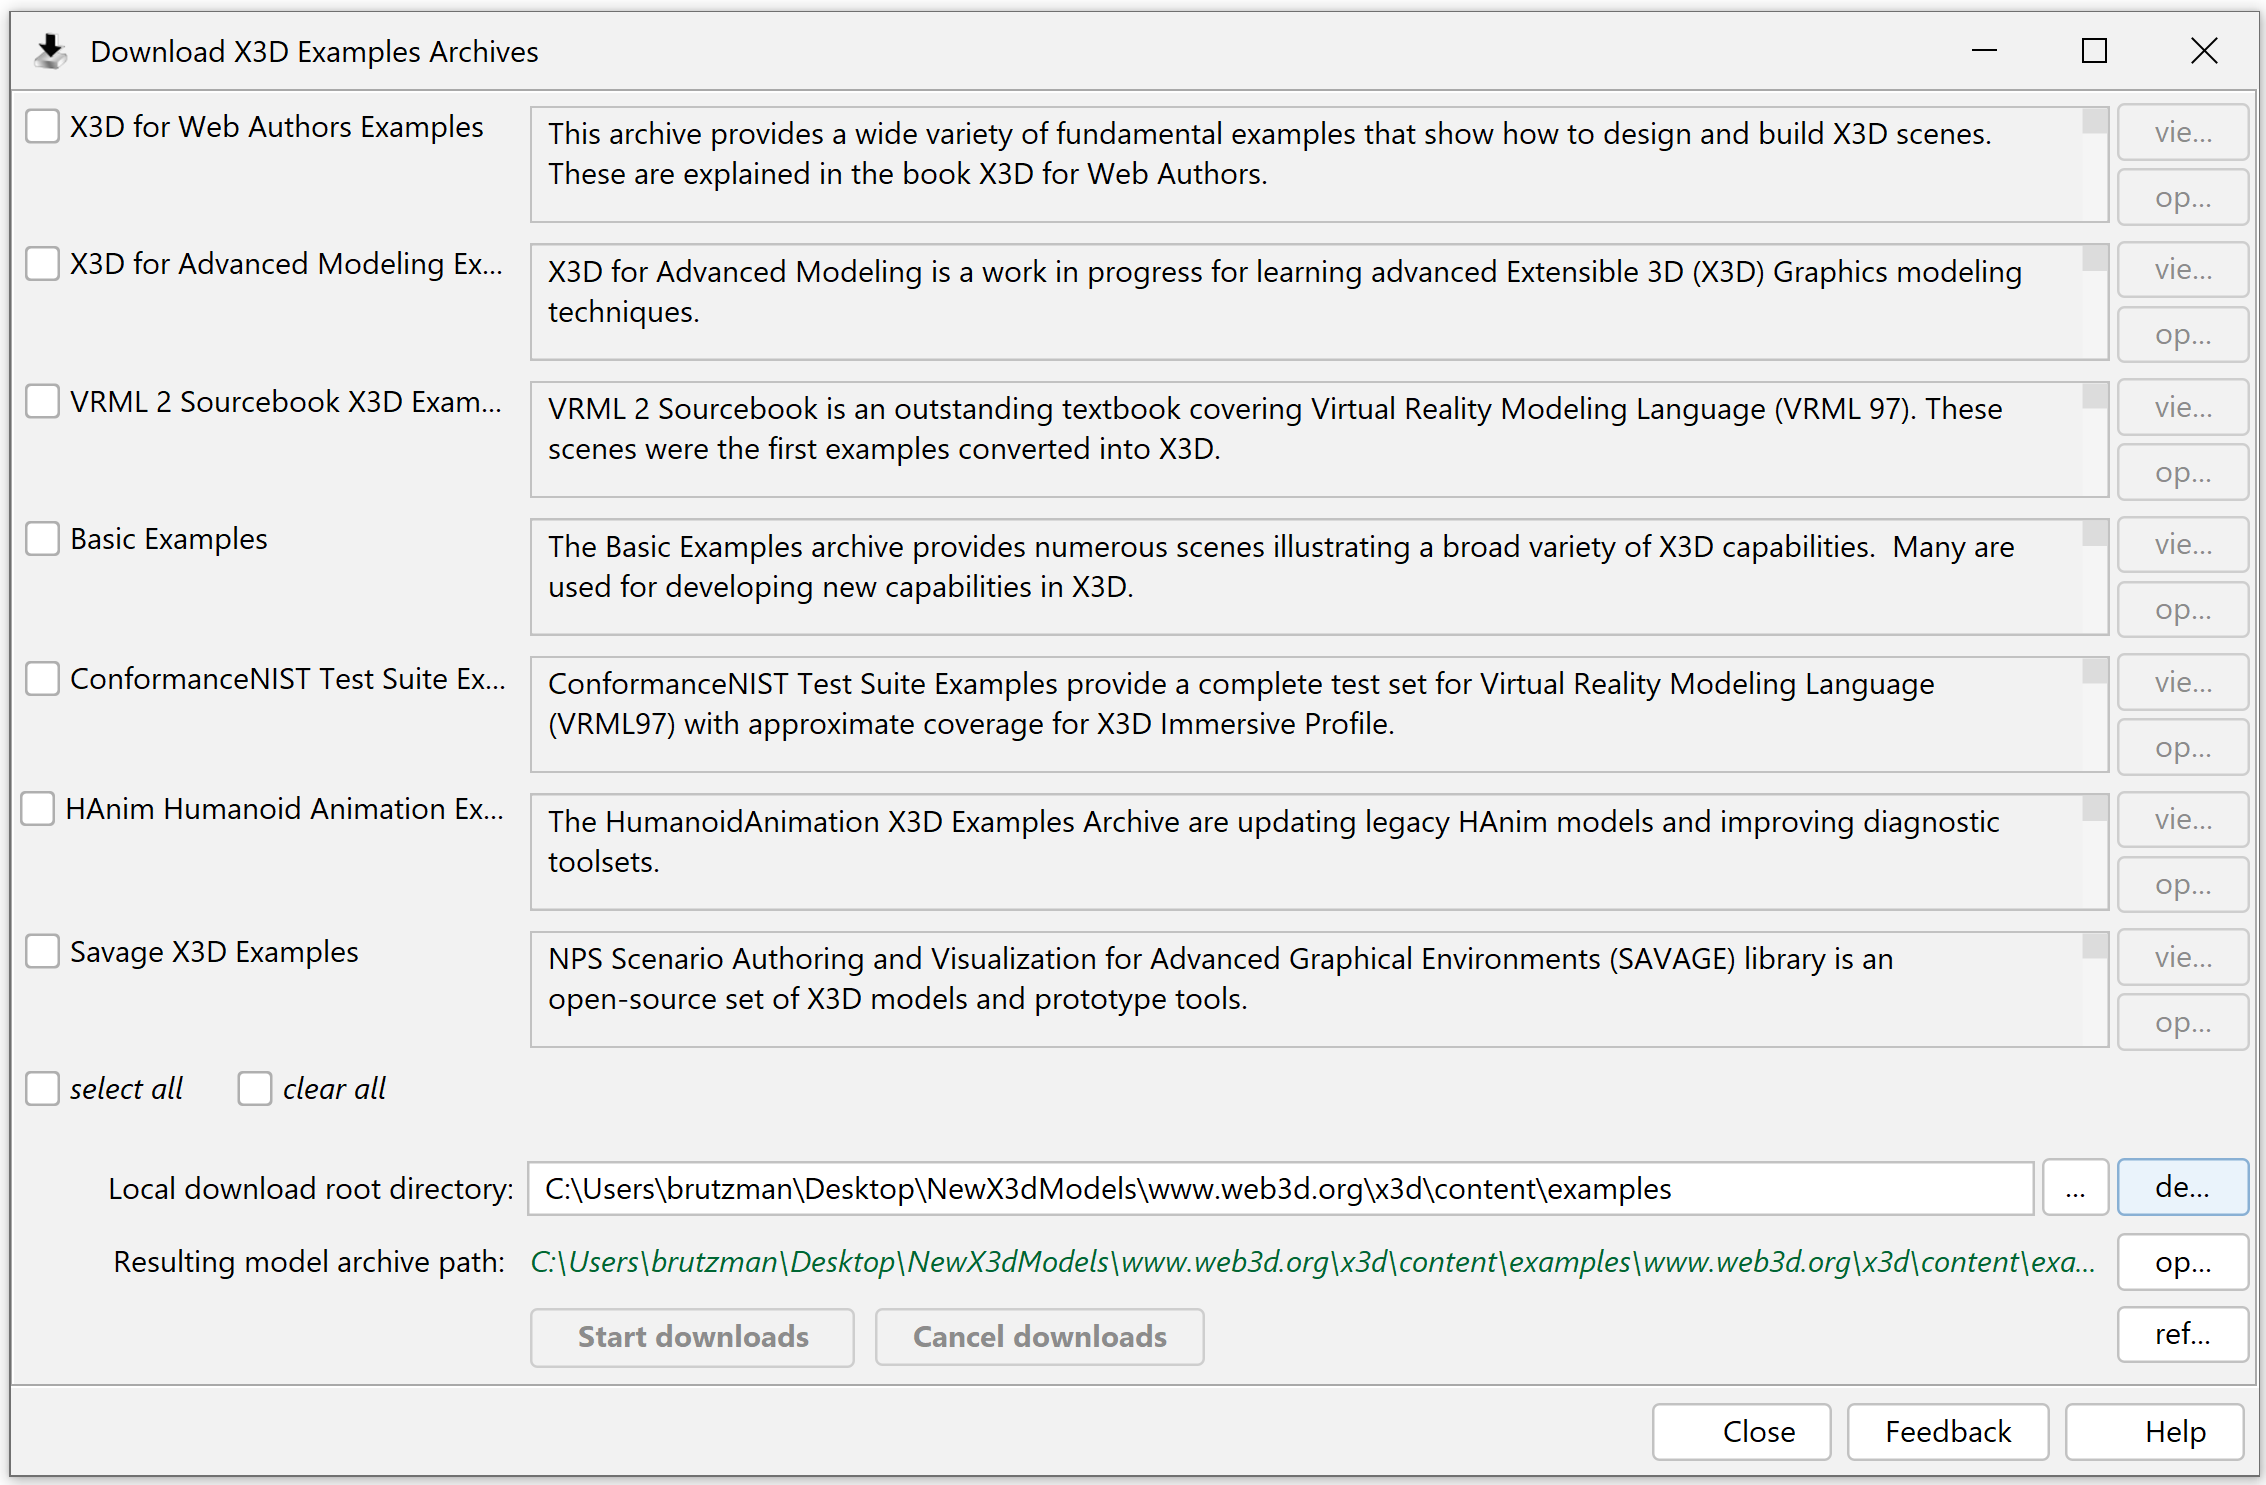 Download X3D Examples Archives
X3D for Web Authors Examples
This archive provides a wide variety of fundamental examples that show how to design and build X3D scenes.
These are explained in the book X3D for Web Authors.
vie...
op...
X3D for Advanced Modeling Ex...
X3D for Advanced Modeling is a work in progress for learning advanced Extensible 3D (X3D) Graphics modeling
techniques.
vie...
op...
VRML 2 Sourcebook X3D Exam...
VRML 2 Sourcebook is an outstanding textbook covering Virtual Reality Modeling Language (VRML 97). These
scenes were the first examples converted into X3D.
vie...
op...
Basic Examples
The Basic Examples archive provides numerous scenes illustrating a broad variety of X3D capabilities.  Many are
used for developing new capabilities in X3D.
vie...
op...
ConformanceNIST Test Suite Ex...
ConformanceNIST Test Suite Examples provide a complete test set for Virtual Reality Modeling Language
(VRML97) with approximate coverage for X3D Immersive Profile.
vie...
op...
HAnim Humanoid Animation Ex...
The HumanoidAnimation X3D Examples Archive are updating legacy HAnim models and improving diagnostic
toolsets.
vie...
op...
Savage X3D Examples
NPS Scenario Authoring and Visualization for Advanced Graphical Environments (SAVAGE) library is an
open-source set of X3D models and prototype tools.
vie...
op...
select all clear all
Local download root directory: C:\Users\brutzman\Desktop\NewX3dModels\www.web3d.org\x3d\content\examples ... de...
Resulting model archive path: C:\Users\brutzman\Desktop\NewX3dModels\www.web3d.org\x3d\content\examples\www.web3d.org\x3d\content\exa... op...
Start downloads Cancel downloads ref...
Close Feedback Help